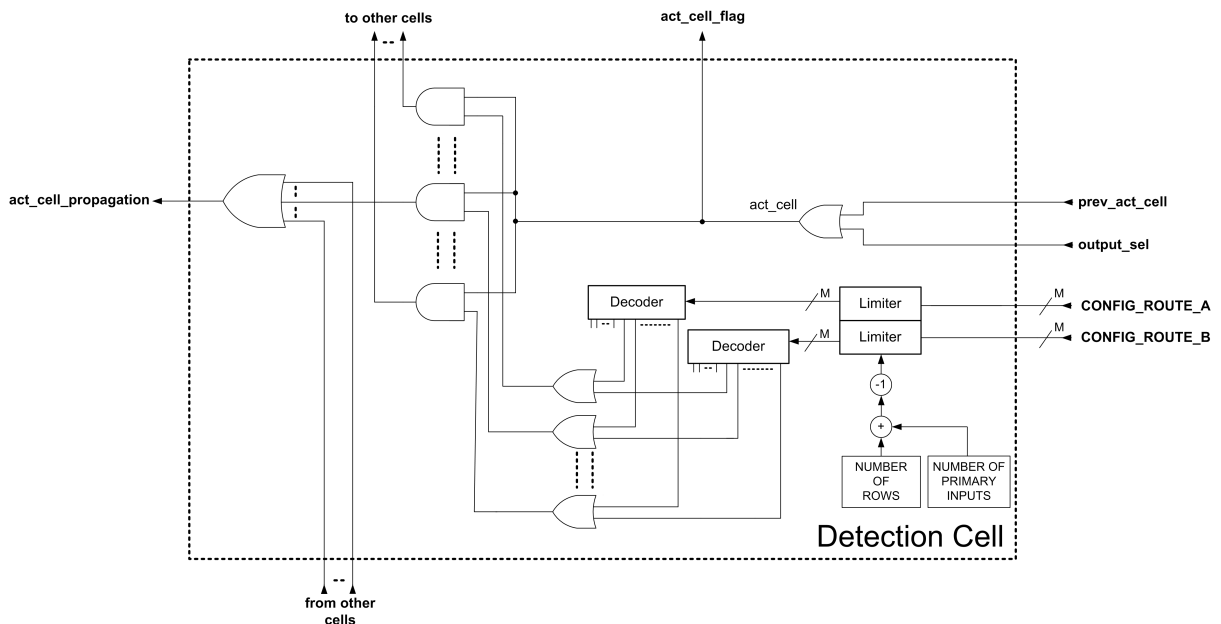 to other cells
act_cell_flag
act_cell_propagation
act_cell
prev_act_cell
output_sel
Decoder
M
Limiter
M
CONFIG_ROUTE_A
Decoder
M
Limiter
M
CONFIG_ROUTE_B
-1
+
NUMBER
OF
ROWS
NUMBER OF
PRIMARY
INPUTS
Detection Cell
from other
cells